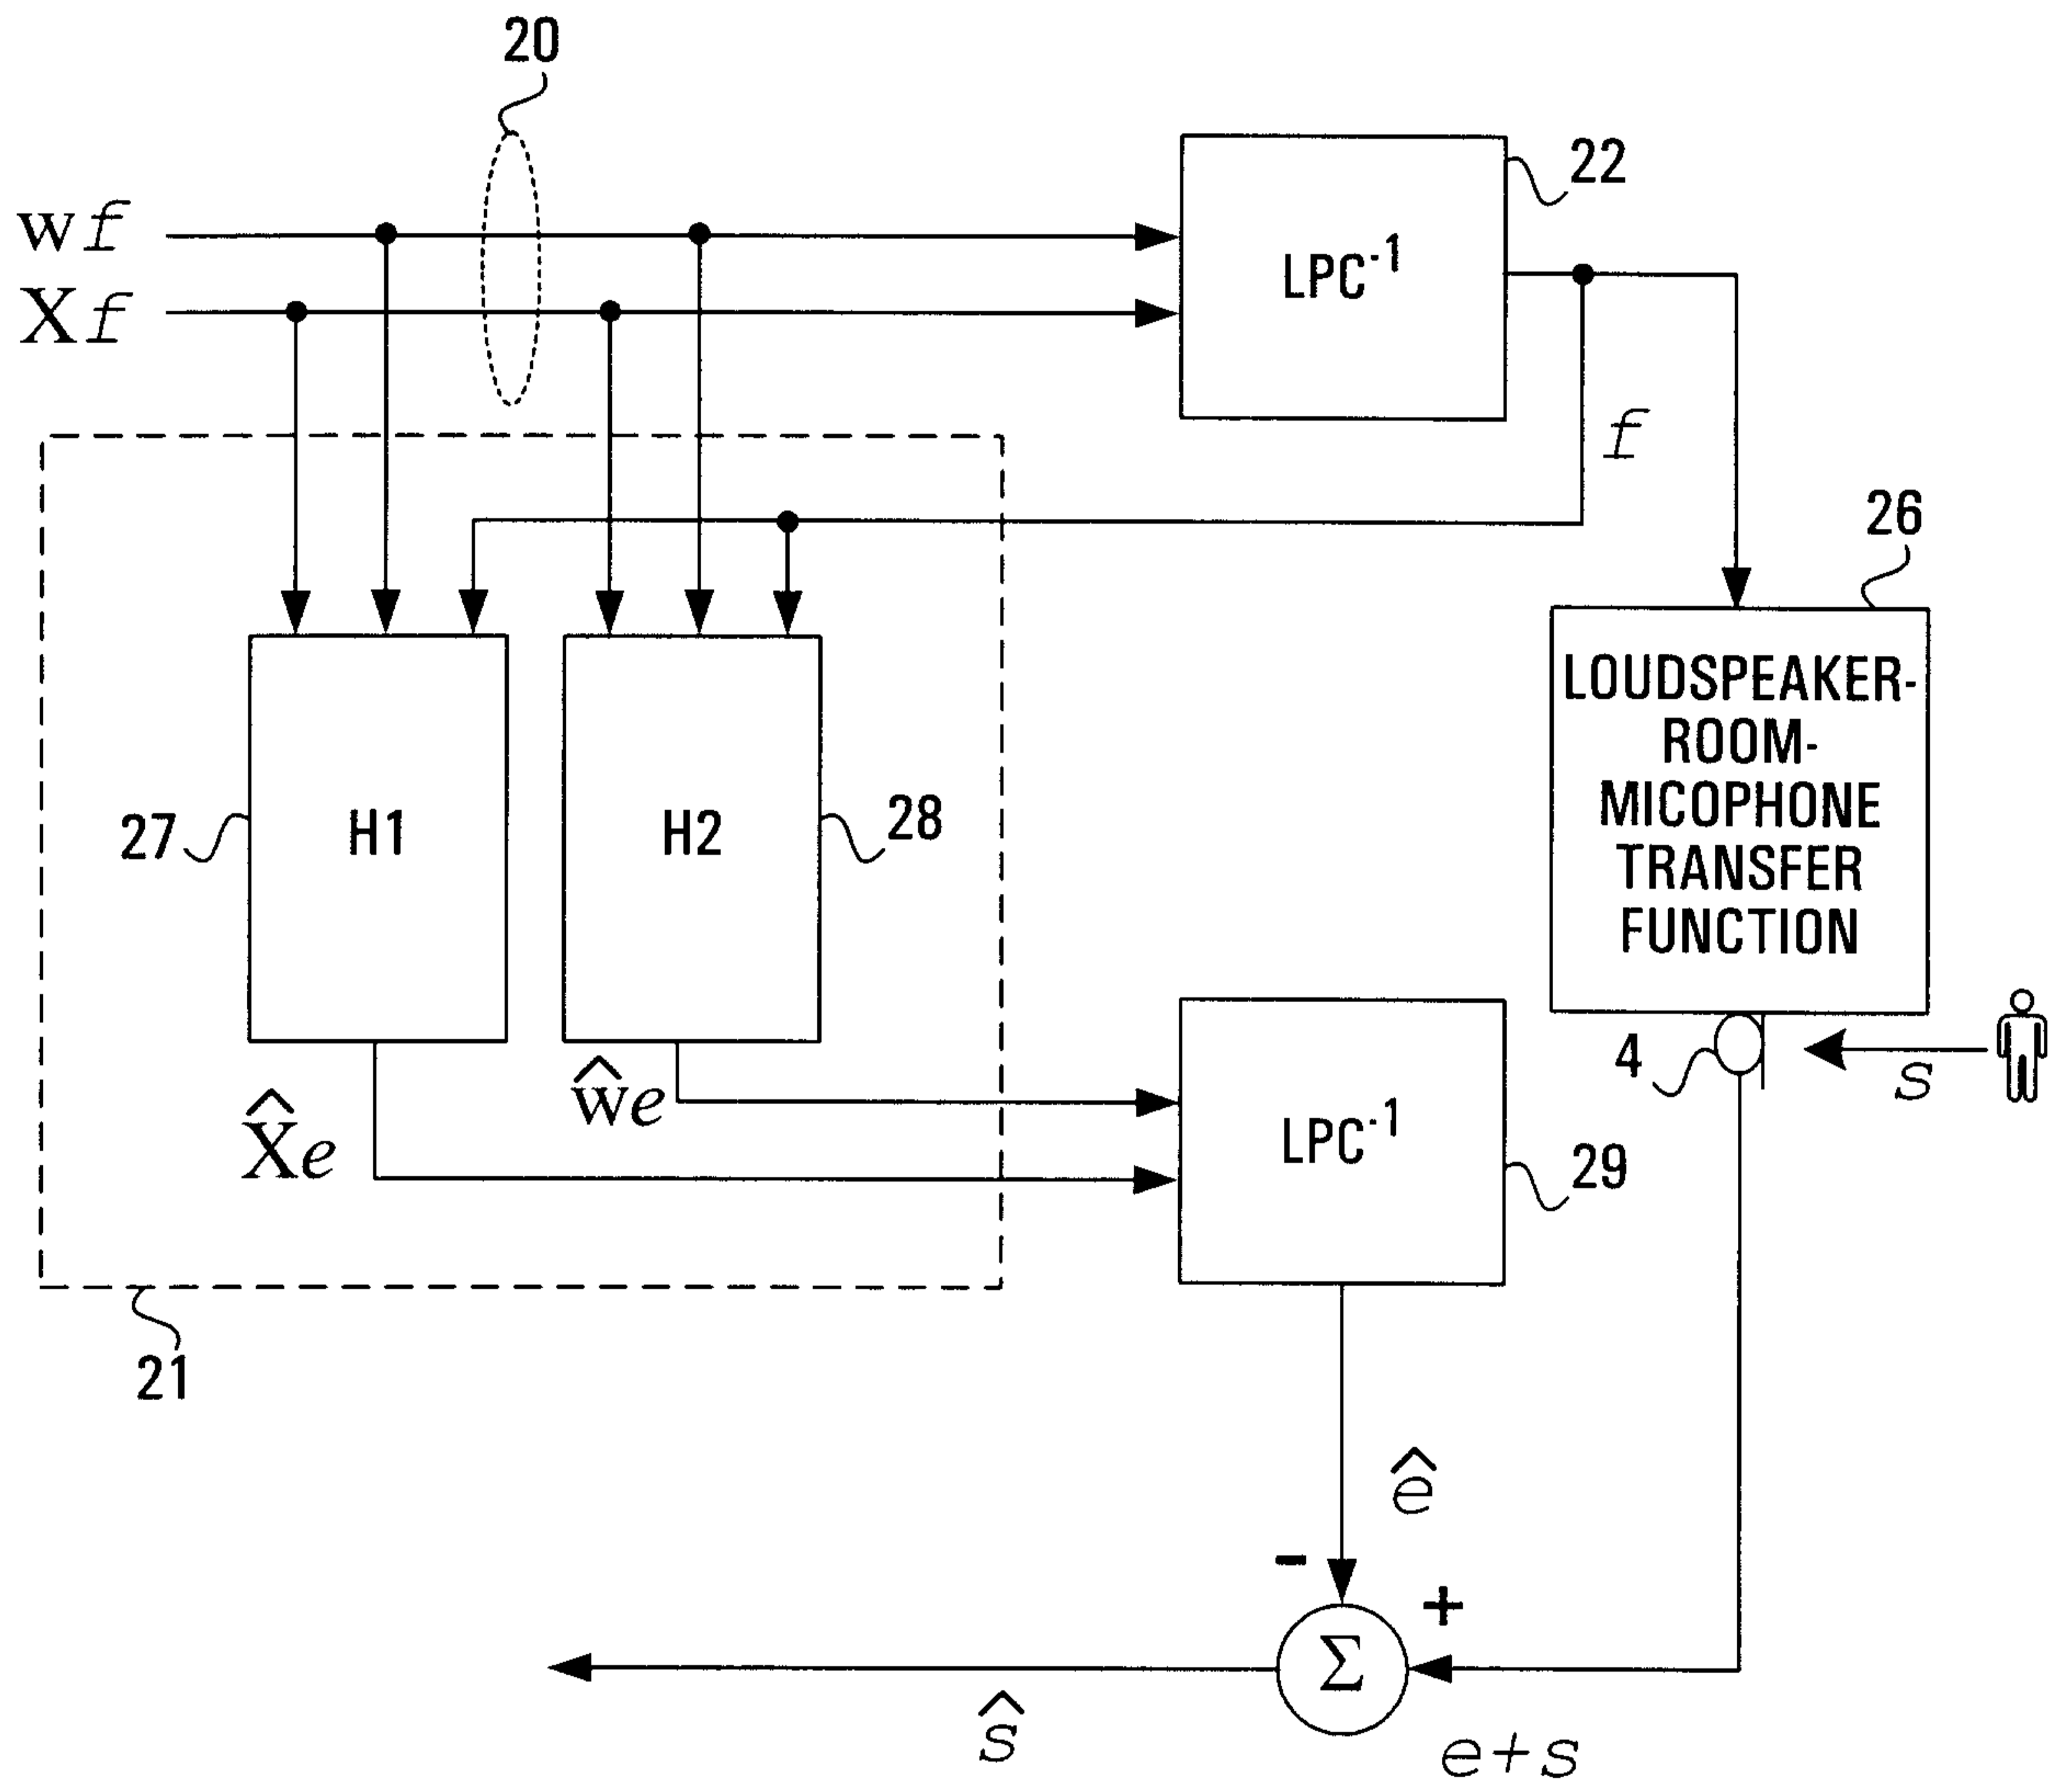 20
22
wf
Xf
LPC⁻¹
f
26
LOUDSPEAKER-
ROOM-
MICOPHONE
TRANSFER
FUNCTION
27
H1
H2
28
4
s
X̂e
ŵe
LPC⁻¹
29
21
ê
-
+
Σ
ŝ
e+s